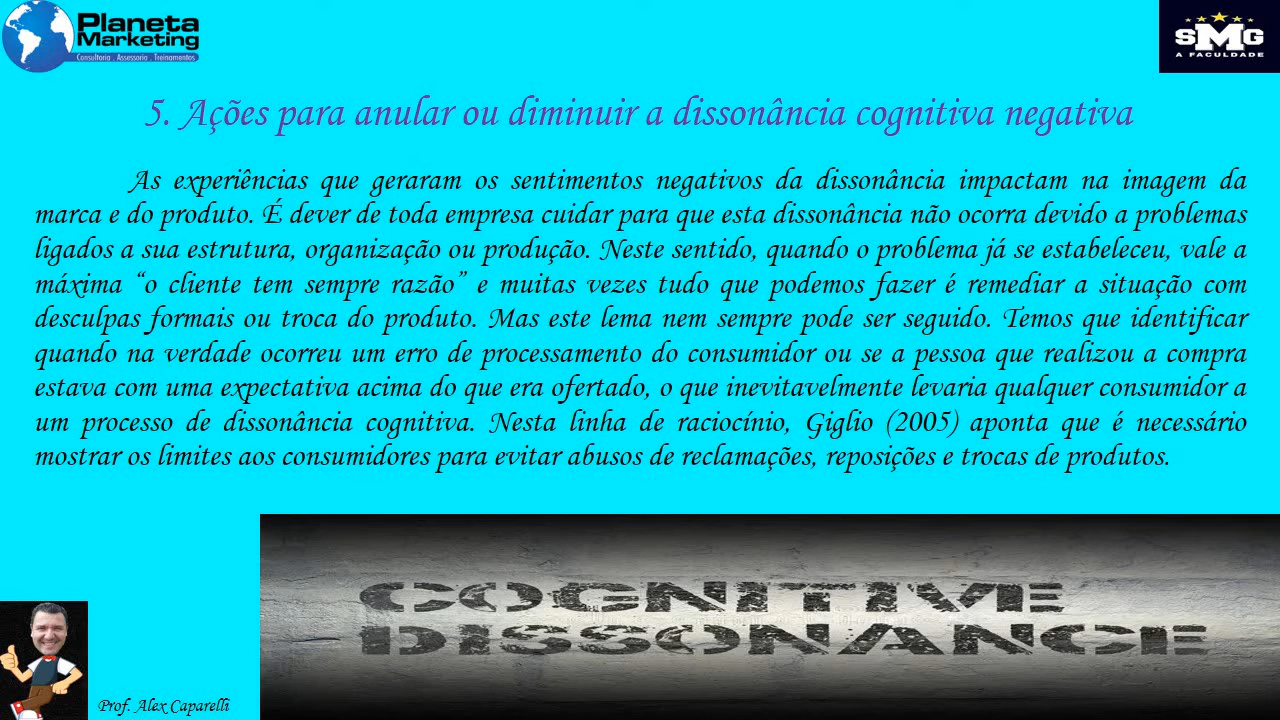 Planeta
Marketing
Consultoria . Assessoria . Treinamentos
SMG
A FACULDADE
5. Ações para anular ou diminuir a dissonância cognitiva negativa
As experiências que geraram os sentimentos negativos da dissonância impactam na imagem da
marca e do produto. É dever de toda empresa cuidar para que esta dissonância não ocorra devido a problemas
ligados a sua estrutura, organização ou produção. Neste sentido, quando o problema já se estabeleceu, vale a
máxima “o cliente tem sempre razão” e muitas vezes tudo que podemos fazer é remediar a situação com
desculpas formais ou troca do produto. Mas este lema nem sempre pode ser seguido. Temos que identificar
quando na verdade ocorreu um erro de processamento do consumidor ou se a pessoa que realizou a compra
estava com uma expectativa acima do que era ofertado, o que inevitavelmente levaria qualquer consumidor a
um processo de dissonância cognitiva. Nesta linha de raciocínio, Giglio (2005) aponta que é necessário
mostrar os limites aos consumidores para evitar abusos de reclamações, reposições e trocas de produtos.
COGNITIVE
DISSONANCE
Prof. Alex Caparelli